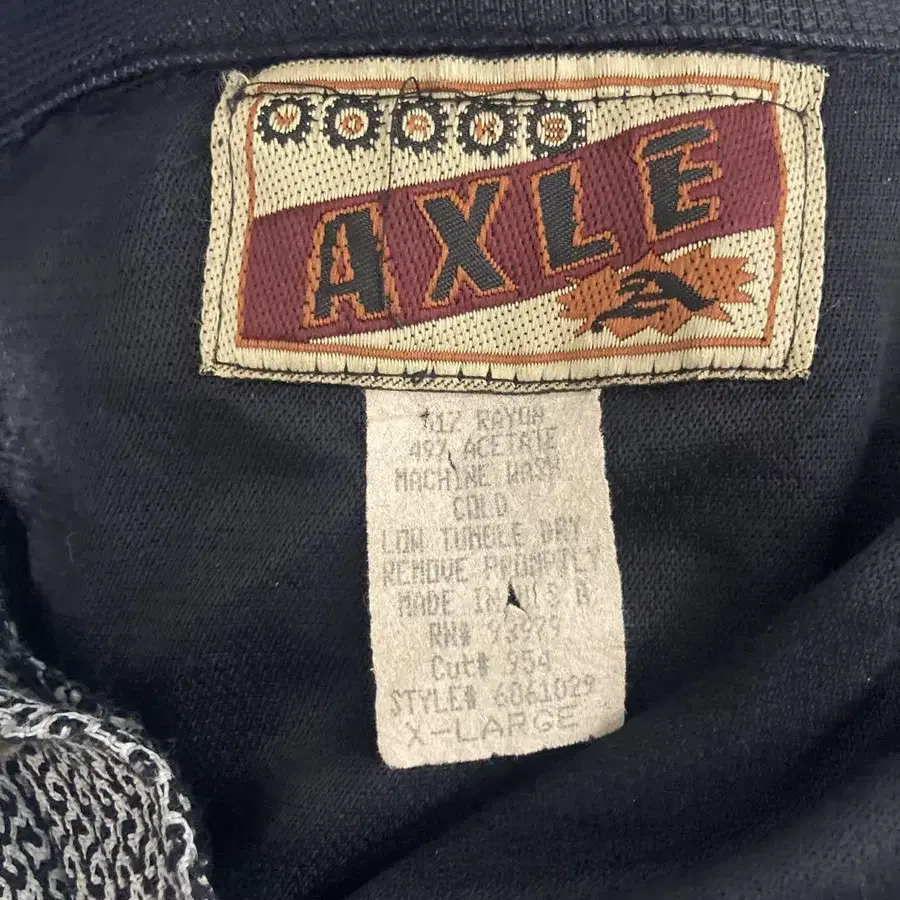 AXLE
RAYON
49% ACETATE
MACHINE WASH
COLD
LOW TUMBLE DRY
REMOVE PROMPTLY
MADE IN U.S.A
RN# 93979
Cut# 954
STYLE# 6061029
X-LARGE